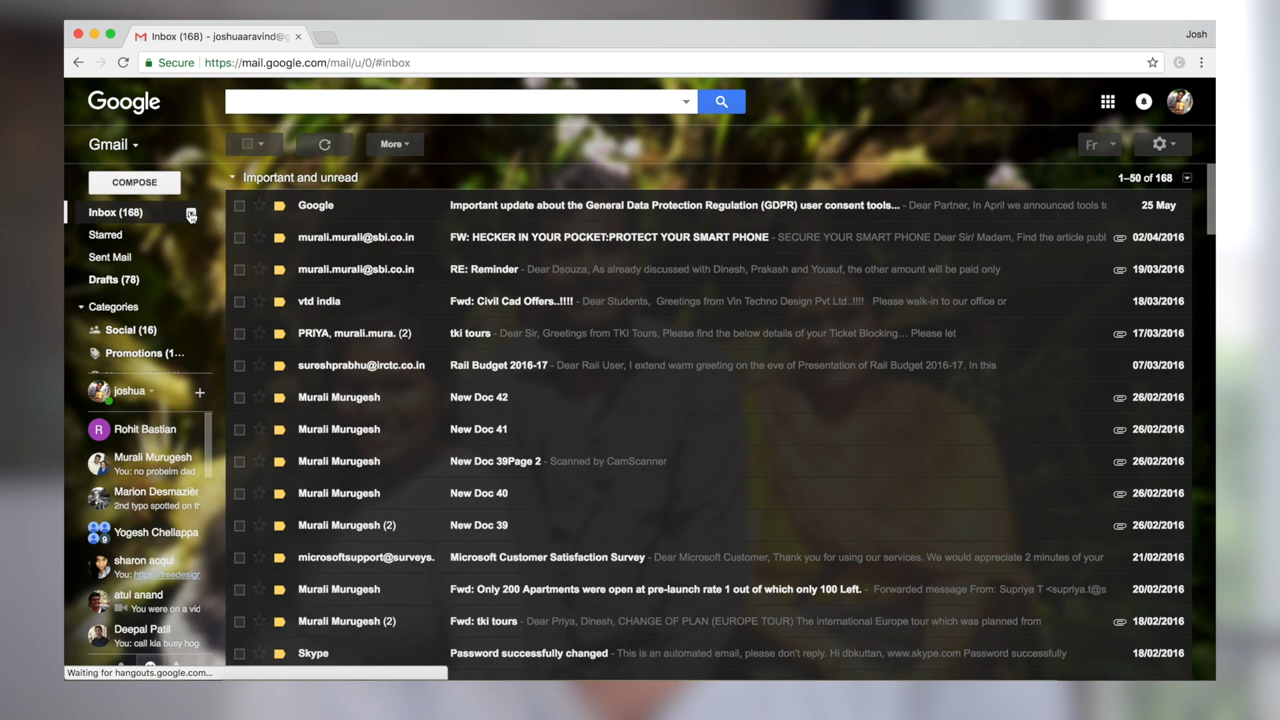 Inbox (168) - joshuaaravind@g
Josh
Secure https://mail.google.com/mail/u/0/#inbox
Google
Gmail
More
Fr
COMPOSE
Important and unread
1–50 of 168
Inbox (168)
Starred
Sent Mail
Drafts (78)
Categories
Social (16)
Promotions (1...
joshua
R Rohit Bastian
Murali Murugesh
You: no probelm dad
Marion Desmazièr
2nd typo spotted on th
Yogesh Chellappa
9
sharon acqui
You: https://freedesigr
atul anand
You were on a vid
Deepal Patil
You: call kia busy hog
Google Important update about the General Data Protection Regulation (GDPR) user consent tools... - Dear Partner, In April we announced tools to 25 May
murali.murali@sbi.co.in FW: HECKER IN YOUR POCKET:PROTECT YOUR SMART PHONE - SECURE YOUR SMART PHONE Dear Sir/ Madam, Find the article publ 02/04/2016
murali.murali@sbi.co.in RE: Reminder - Dear Dsouza, As already discussed with Dinesh, Prakash and Yousuf, the other amount will be paid only 19/03/2016
vtd india Fwd: Civil Cad Offers..!!!! - Dear Students, Greetings from Vin Techno Design Pvt Ltd..!!!! Please walk-in to our office or 18/03/2016
PRIYA, murali.mura. (2) tki tours - Dear Sir, Greetings from TKI Tours, Please find the below details of your Ticket Blocking… Please let 17/03/2016
sureshprabhu@irctc.co.in Rail Budget 2016-17 - Dear Rail User, I extend warm greeting on the eve of Presentation of Rail Budget 2016-17. In this 07/03/2016
Murali Murugesh New Doc 42 26/02/2016
Murali Murugesh New Doc 41 26/02/2016
Murali Murugesh New Doc 39Page 2 - Scanned by CamScanner 26/02/2016
Murali Murugesh New Doc 40 26/02/2016
Murali Murugesh (2) New Doc 39 26/02/2016
microsoftsupport@surveys. Microsoft Customer Satisfaction Survey - Dear Microsoft Customer, Thank you for using our services. We would appreciate 2 minutes of your 21/02/2016
Murali Murugesh Fwd: Only 200 Apartments were open at pre-launch rate 1 out of which only 100 Left. - Forwarded message From: Supriya T <supriya.t@s 20/02/2016
Murali Murugesh (2) Fwd: tki tours - Dear Priya, Dinesh, CHANGE OF PLAN (EUROPE TOUR) The international Europe tour which was planned from 18/02/2016
Skype Password successfully changed - This is an automated email, please don't reply. Hi dbkuttan, www.skype.com Password successfully 18/02/2016
Waiting for hangouts.google.com...